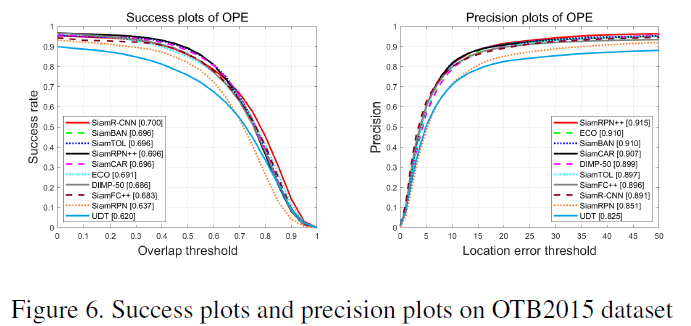 Success plots of OPE
1
0.9
0.8
0.7
0.6
0.5
0.4
0.3
0.2
0.1
0
Success rate
SiamR-CNN [0.700]
SiamBAN [0.696]
SiamTOL [0.696]
SiamRPN++ [0.696]
SiamCAR [0.696]
ECO [0.691]
DIMP-50 [0.686]
SiamFC++ [0.683]
SiamRPN [0.637]
UDT [0.620]
0 0.1 0.2 0.3 0.4 0.5 0.6 0.7 0.8 0.9 1
Overlap threshold
Precision plots of OPE
1
0.9
0.8
0.7
0.6
0.5
0.4
0.3
0.2
0.1
0
Precision
SiamRPN++ [0.915]
ECO [0.910]
SiamBAN [0.910]
SiamCAR [0.907]
DIMP-50 [0.899]
SiamTOL [0.897]
SiamFC++ [0.896]
SiamR-CNN [0.891]
SiamRPN [0.851]
UDT [0.825]
0 5 10 15 20 25 30 35 40 45 50
Location error threshold
Figure 6. Success plots and precision plots on OTB2015 dataset